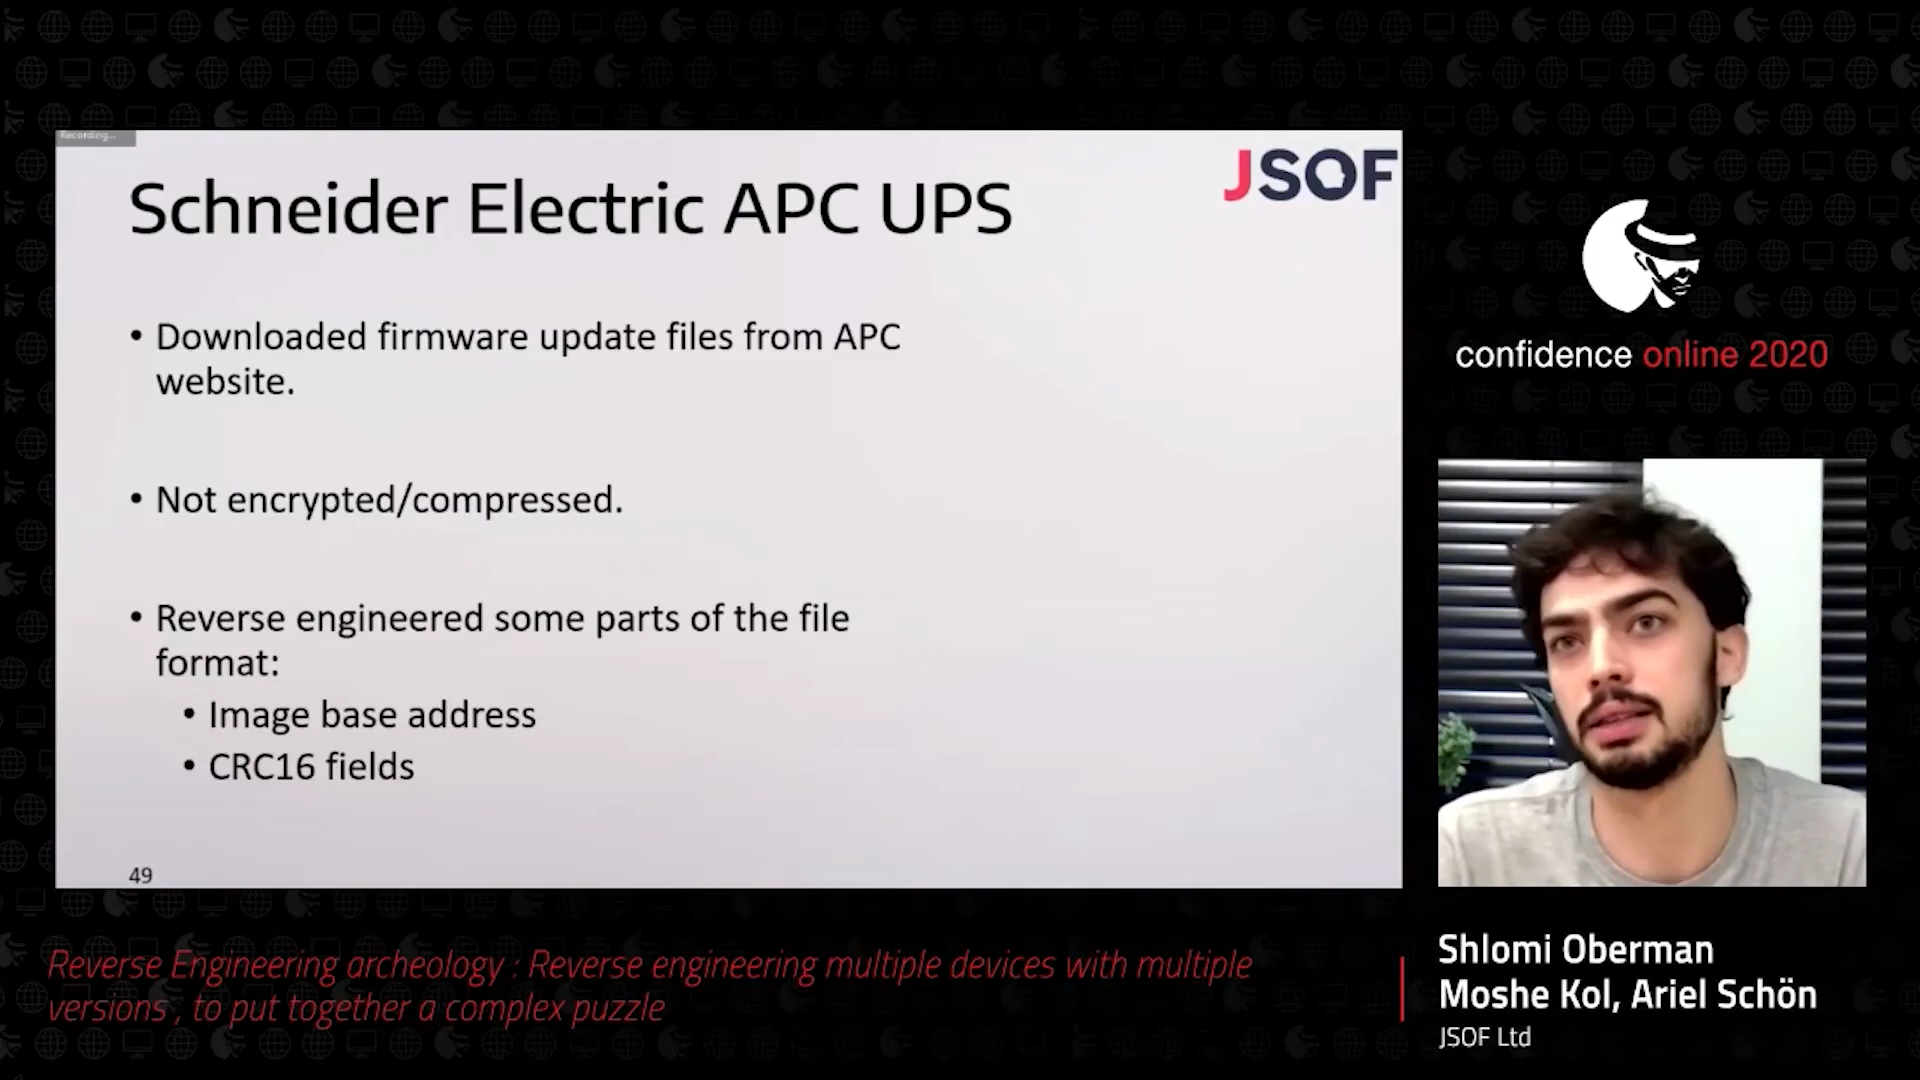 Recording...
JSOF
Schneider Electric APC UPS
• Downloaded firmware update files from APC
website.
• Not encrypted/compressed.
• Reverse engineered some parts of the file
format:
• Image base address
• CRC16 fields
49
confidence online 2020
Reverse Engineering archeology : Reverse engineering multiple devices with multiple
versions , to put together a complex puzzle
Shlomi Oberman
Moshe Kol, Ariel Schön
JSOF Ltd